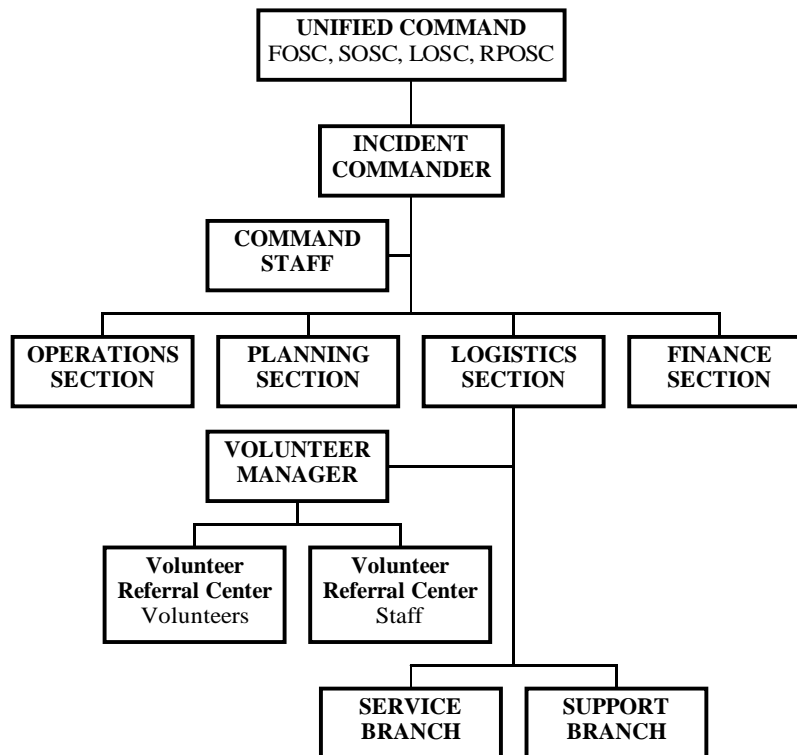 UNIFIED COMMAND
FOSC, SOSC, LOSC, RPOSC
INCIDENT
COMMANDER
COMMAND
STAFF
OPERATIONS
SECTION
PLANNING
SECTION
LOGISTICS
SECTION
FINANCE
SECTION
VOLUNTEER
MANAGER
Volunteer
Referral Center
Volunteers
Volunteer
Referral Center
Staff
SERVICE
BRANCH
SUPPORT
BRANCH